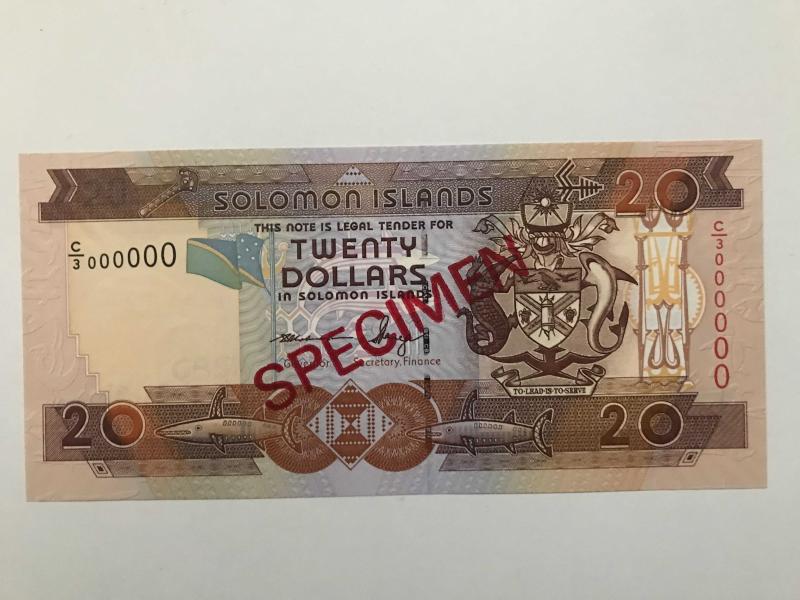 SOLOMON ISLANDS
20
THIS NOTE IS LEGAL TENDER FOR
C/3 000000
TWENTY
DOLLARS
IN SOLOMON ISLANDS
SPECIMEN
C/3 000000
Governor Secretary, Finance
TO·LEAD·IS·TO·SERVE
20
20